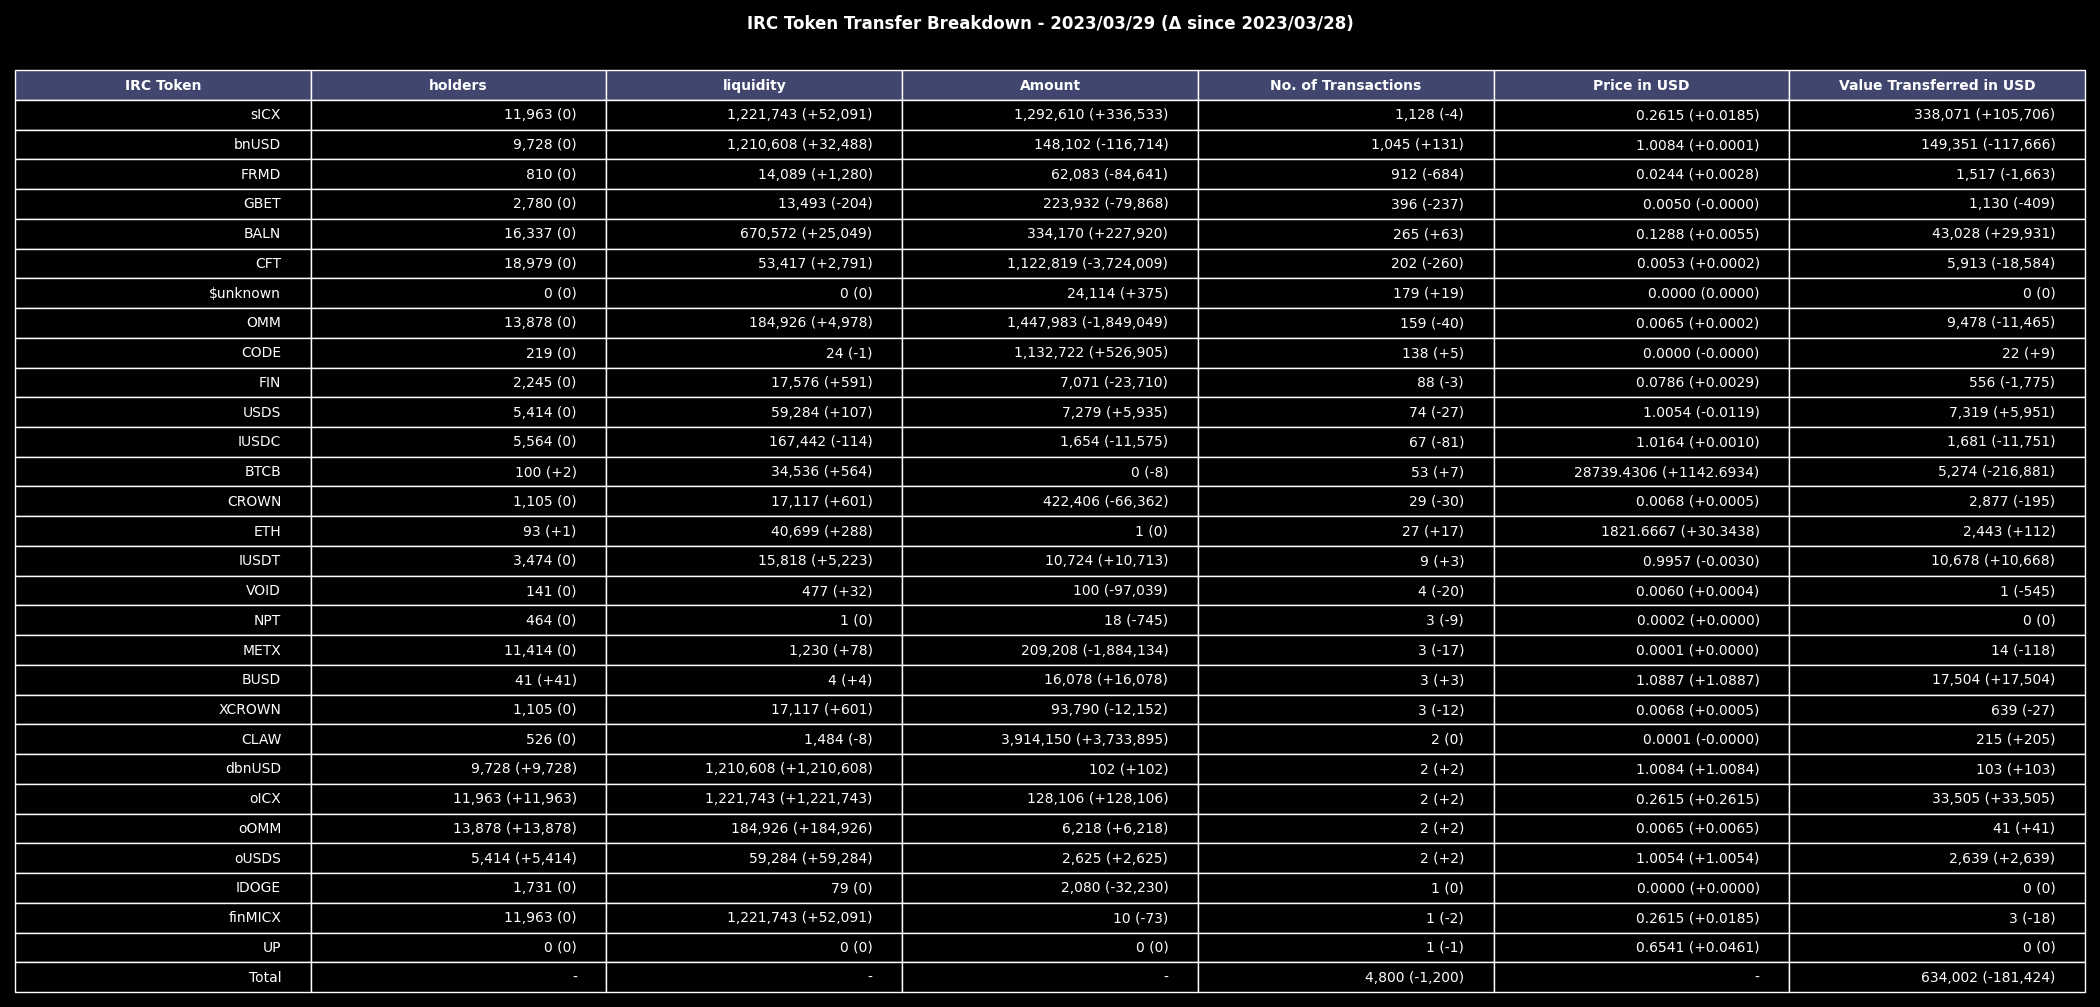 IRC Token Transfer Breakdown - 2023/03/29 (Δ since 2023/03/28)
IRC Token holders liquidity Amount No. of Transactions Price in USD Value Transferred in USD
sICX 11,963 (0) 1,221,743 (+52,091) 1,292,610 (+336,533) 1,128 (-4) 0.2615 (+0.0185) 338,071 (+105,706)
bnUSD 9,728 (0) 1,210,608 (+32,488) 148,102 (-116,714) 1,045 (+131) 1.0084 (+0.0001) 149,351 (-117,666)
FRMD 810 (0) 14,089 (+1,280) 62,083 (-84,641) 912 (-684) 0.0244 (+0.0028) 1,517 (-1,663)
GBET 2,780 (0) 13,493 (-204) 223,932 (-79,868) 396 (-237) 0.0050 (-0.0000) 1,130 (-409)
BALN 16,337 (0) 670,572 (+25,049) 334,170 (+227,920) 265 (+63) 0.1288 (+0.0055) 43,028 (+29,931)
CFT 18,979 (0) 53,417 (+2,791) 1,122,819 (-3,724,009) 202 (-260) 0.0053 (+0.0002) 5,913 (-18,584)
$unknown 0 (0) 0 (0) 24,114 (+375) 179 (+19) 0.0000 (0.0000) 0 (0)
OMM 13,878 (0) 184,926 (+4,978) 1,447,983 (-1,849,049) 159 (-40) 0.0065 (+0.0002) 9,478 (-11,465)
CODE 219 (0) 24 (-1) 1,132,722 (+526,905) 138 (+5) 0.0000 (-0.0000) 22 (+9)
FIN 2,245 (0) 17,576 (+591) 7,071 (-23,710) 88 (-3) 0.0786 (+0.0029) 556 (-1,775)
USDS 5,414 (0) 59,284 (+107) 7,279 (+5,935) 74 (-27) 1.0054 (-0.0119) 7,319 (+5,951)
IUSDC 5,564 (0) 167,442 (-114) 1,654 (-11,575) 67 (-81) 1.0164 (+0.0010) 1,681 (-11,751)
BTCB 100 (+2) 34,536 (+564) 0 (-8) 53 (+7) 28739.4306 (+1142.6934) 5,274 (-216,881)
CROWN 1,105 (0) 17,117 (+601) 422,406 (-66,362) 29 (-30) 0.0068 (+0.0005) 2,877 (-195)
ETH 93 (+1) 40,699 (+288) 1 (0) 27 (+17) 1821.6667 (+30.3438) 2,443 (+112)
IUSDT 3,474 (0) 15,818 (+5,223) 10,724 (+10,713) 9 (+3) 0.9957 (-0.0030) 10,678 (+10,668)
VOID 141 (0) 477 (+32) 100 (-97,039) 4 (-20) 0.0060 (+0.0004) 1 (-545)
NPT 464 (0) 1 (0) 18 (-745) 3 (-9) 0.0002 (+0.0000) 0 (0)
METX 11,414 (0) 1,230 (+78) 209,208 (-1,884,134) 3 (-17) 0.0001 (+0.0000) 14 (-118)
BUSD 41 (+41) 4 (+4) 16,078 (+16,078) 3 (+3) 1.0887 (+1.0887) 17,504 (+17,504)
XCROWN 1,105 (0) 17,117 (+601) 93,790 (-12,152) 3 (-12) 0.0068 (+0.0005) 639 (-27)
CLAW 526 (0) 1,484 (-8) 3,914,150 (+3,733,895) 2 (0) 0.0001 (-0.0000) 215 (+205)
dbnUSD 9,728 (+9,728) 1,210,608 (+1,210,608) 102 (+102) 2 (+2) 1.0084 (+1.0084) 103 (+103)
oICX 11,963 (+11,963) 1,221,743 (+1,221,743) 128,106 (+128,106) 2 (+2) 0.2615 (+0.2615) 33,505 (+33,505)
oOMM 13,878 (+13,878) 184,926 (+184,926) 6,218 (+6,218) 2 (+2) 0.0065 (+0.0065) 41 (+41)
oUSDS 5,414 (+5,414) 59,284 (+59,284) 2,625 (+2,625) 2 (+2) 1.0054 (+1.0054) 2,639 (+2,639)
IDOGE 1,731 (0) 79 (0) 2,080 (-32,230) 1 (0) 0.0000 (+0.0000) 0 (0)
finMICX 11,963 (0) 1,221,743 (+52,091) 10 (-73) 1 (-2) 0.2615 (+0.0185) 3 (-18)
UP 0 (0) 0 (0) 0 (0) 1 (-1) 0.6541 (+0.0461) 0 (0)
Total - - - 4,800 (-1,200) - 634,002 (-181,424)